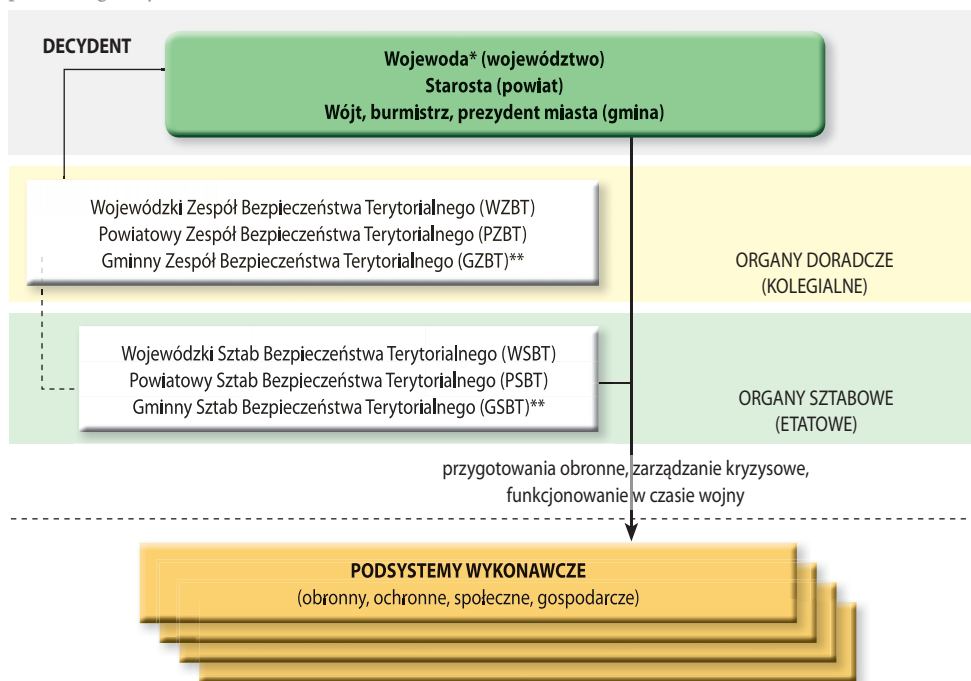 DECYDENT
Wojewoda* (województwo)
Starosta (powiat)
Wójt, burmistrz, prezydent miasta (gmina)
Wojewódzki Zespół Bezpieczeństwa Terytorialnego (WZBT)
Powiatowy Zespół Bezpieczeństwa Terytorialnego (PZBT)
Gminny Zespół Bezpieczeństwa Terytorialnego (GZBT)**
ORGANY DORADCZE
(KOLEGIALNE)
Wojewódzki Sztab Bezpieczeństwa Terytorialnego (WSBT)
Powiatowy Sztab Bezpieczeństwa Terytorialnego (PSBT)
Gminny Sztab Bezpieczeństwa Terytorialnego (GSBT)**
ORGANY SZTABOWE
(ETATOWE)
przygotowania obronne, zarządzanie kryzysowe,
funkcjonowanie w czasie wojny
PODSYSTEMY WYKONAWCZE
(obronny, ochronne, społeczne, gospodarcze)